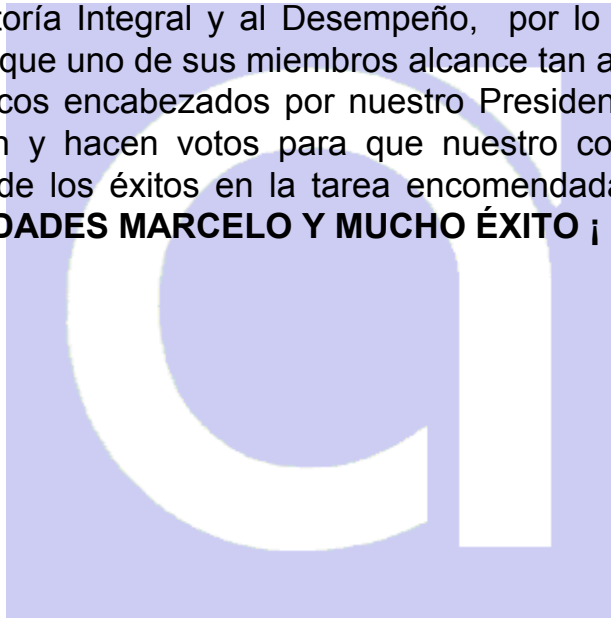 toría Integral y al Desempeño, por lo
que uno de sus miembros alcance tan a
cos encabezados por nuestro Presiden
n y hacen votos para que nuestro co
de los éxitos en la tarea encomendada
DADES MARCELO Y MUCHO ÉXITO ¡